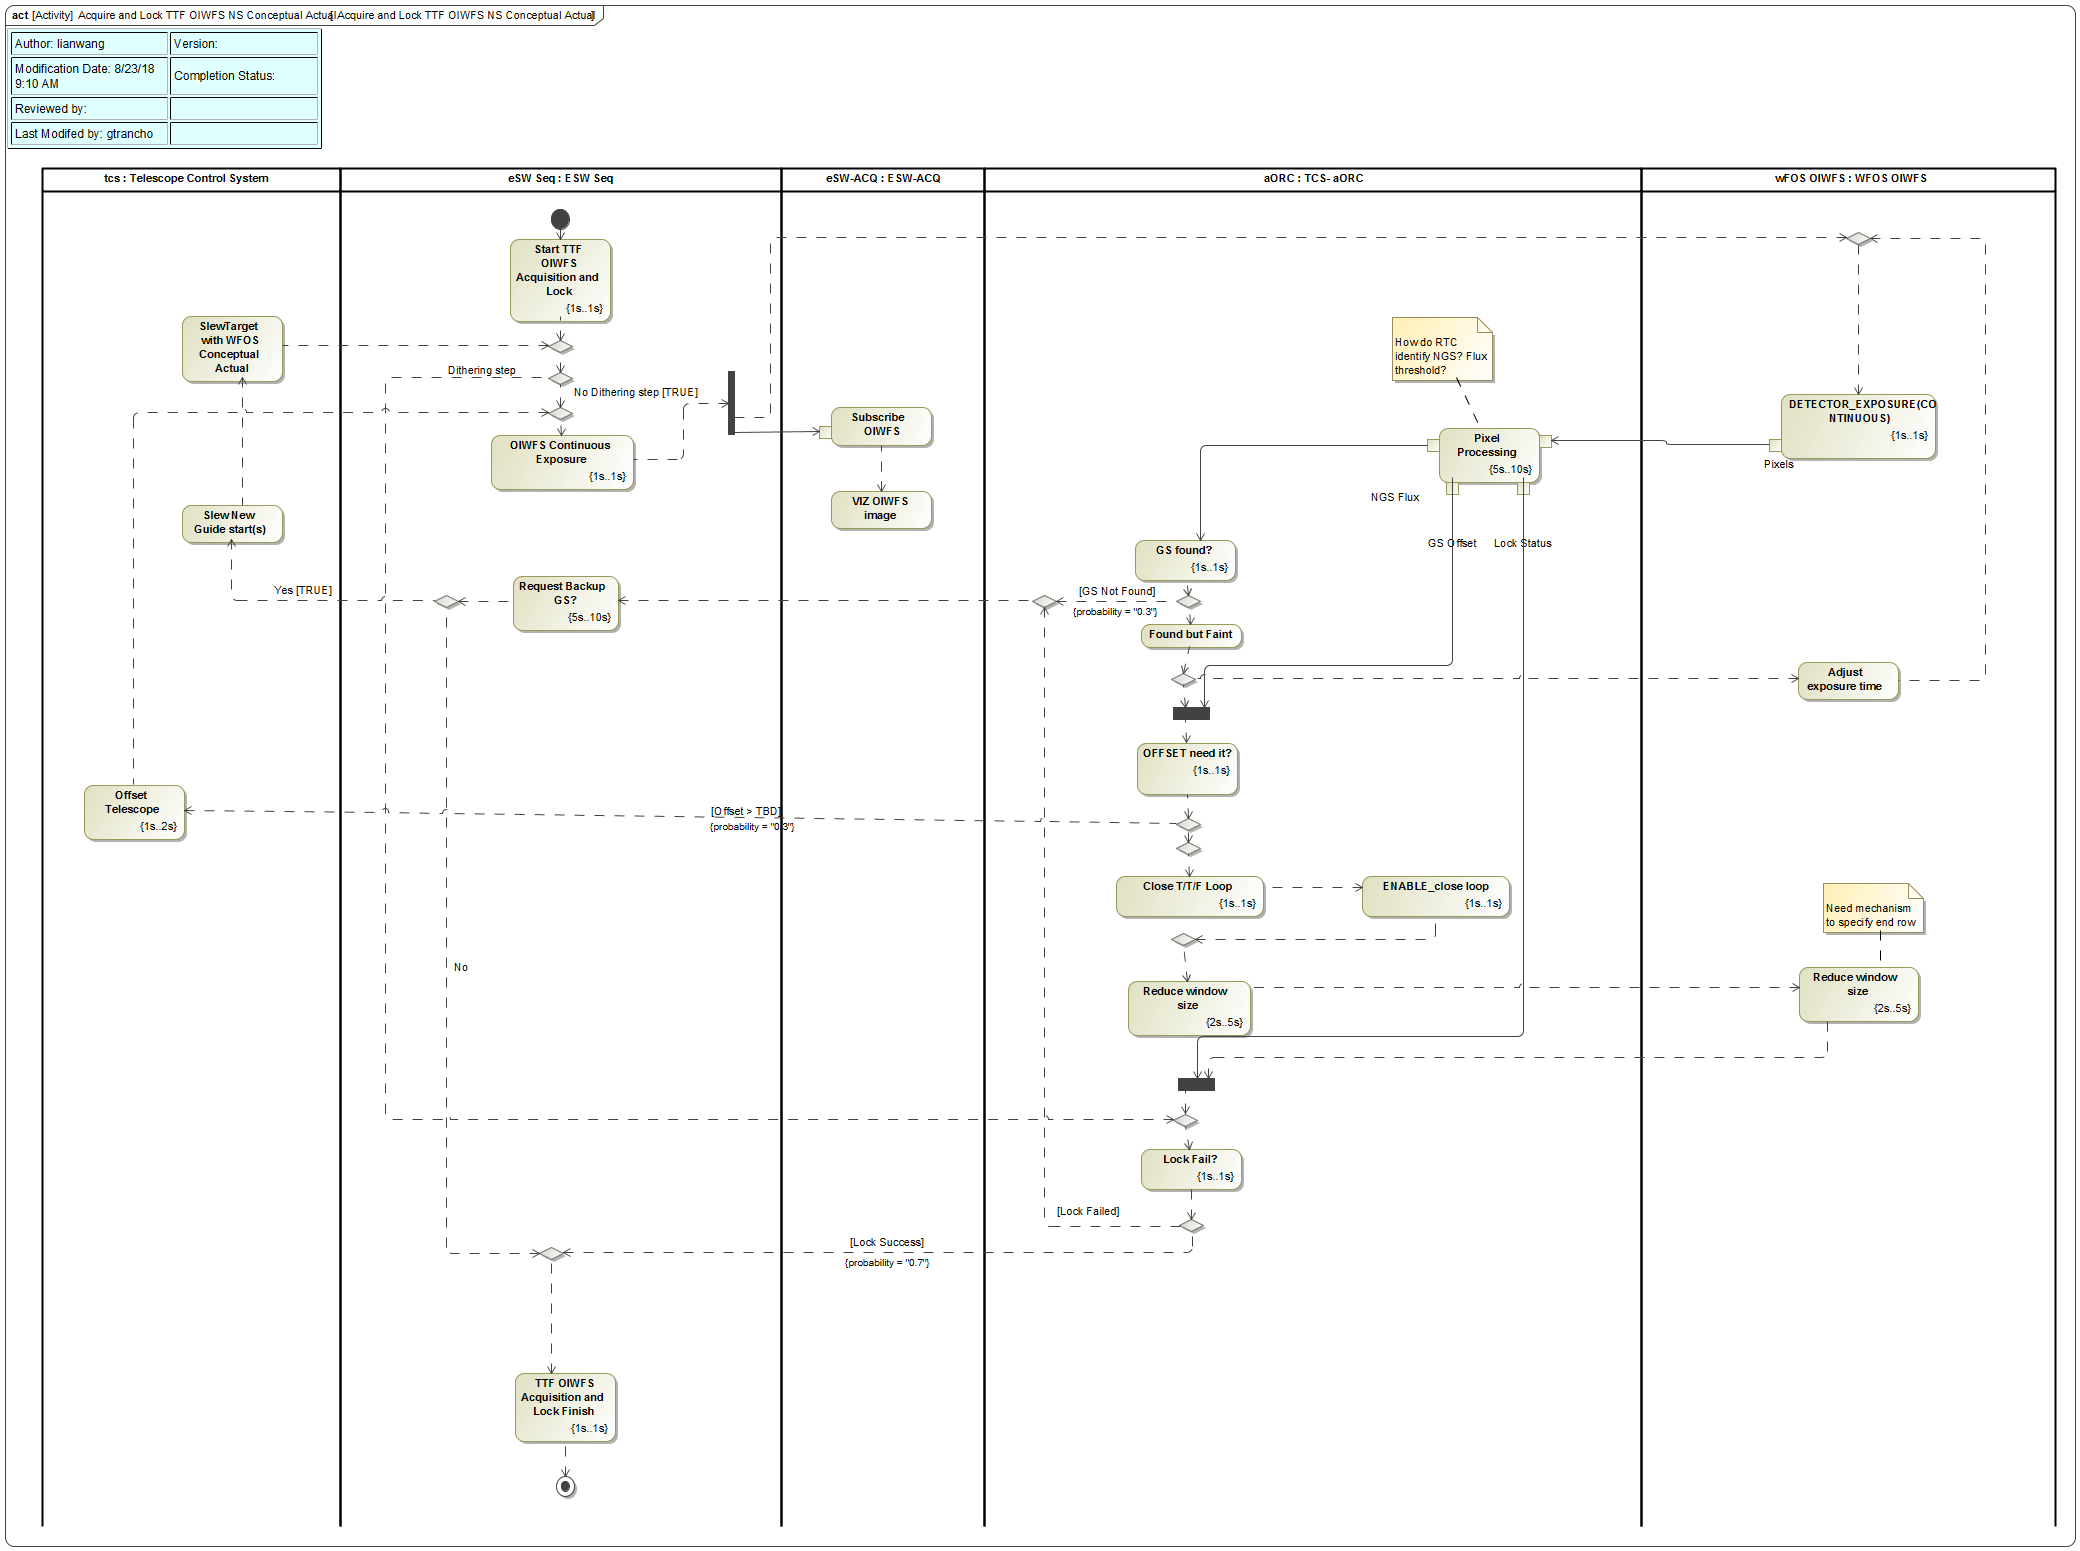 act [Activity] Acquire and Lock TTF OIWFS NS Conceptual Actual[ Acquire and Lock TTF OIWFS NS Conceptual Actual]
Author: lianwang
Version:
Modification Date: 8/23/18
9:10 AM
Completion Status:
Reviewed by:
Last Modifed by: gtrancho
tcs : Telescope Control System
eSW Seq : ESW Seq
eSW-ACQ : ESW-ACQ
aORC : TCS- aORC
wFOS OIWFS : WFOS OIWFS
Start TTF
OIWFS
Acquisition and
Lock
{1s..1s}
SlewTarget
with WFOS
Conceptual
Actual
Dithering step
No Dithering step [TRUE]
How do RTC
identify NGS? Flux
threshold?
DETECTOR_EXPOSURE(CO
NTINUOUS)
{1s..1s}
Subscribe
OIWFS
OIWFS Continuous
Exposure
{1s..1s}
Pixel
Processing
{5s..10s}
Pixels
NGS Flux
VIZ OIWFS
image
Slew New
Guide start(s)
GS Offset
Lock Status
GS found?
{1s..1s}
Request Backup
GS?
{5s..10s}
Yes [TRUE]
[GS Not Found]
{probability = "0.3"}
Found but Faint
Adjust
exposure time
OFFSET need it?
{1s..1s}
Offset
Telescope
{1s..2s}
[Offset > TBD]
{probability = "0.3"}
Close T/T/F Loop
{1s..1s}
ENABLE_close loop
{1s..1s}
Need mechanism
to specify end row
No
Reduce window
size
{2s..5s}
Reduce window
size
{2s..5s}
Lock Fail?
{1s..1s}
[Lock Failed]
[Lock Success]
{probability = "0.7"}
TTF OIWFS
Acquisition and
Lock Finish
{1s..1s}